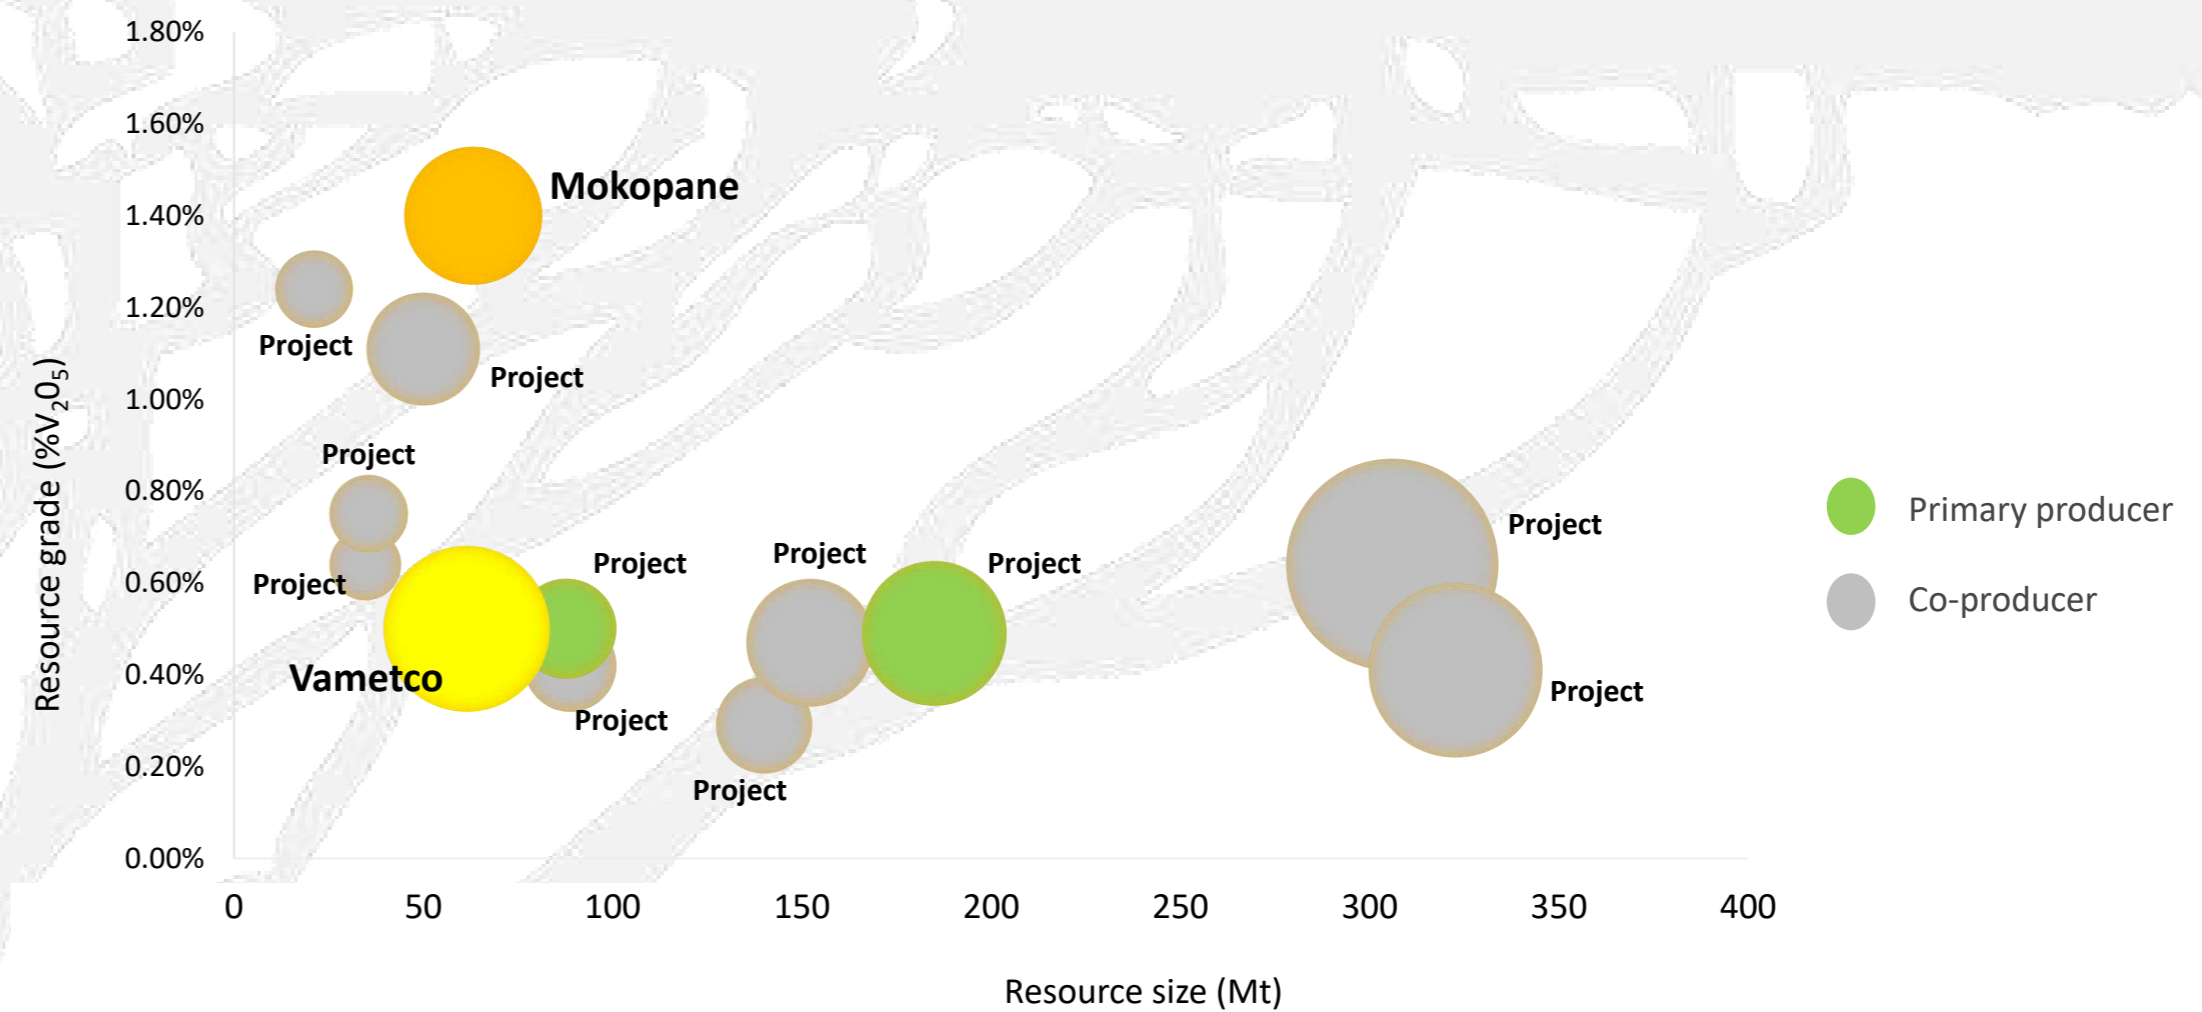 1.80%
1.60%
1.40%
1.20%
1.00%
0.80%
0.60%
0.40%
0.20%
0.00%
Resource grade (%V₂0₅)
Mokopane
Project
Project
Project
Project
Project
Vametco
Project
Project
Project
Project
Project
Project
0
50
100
150
200
250
300
350
400
Resource size (Mt)
Primary producer
Co-producer